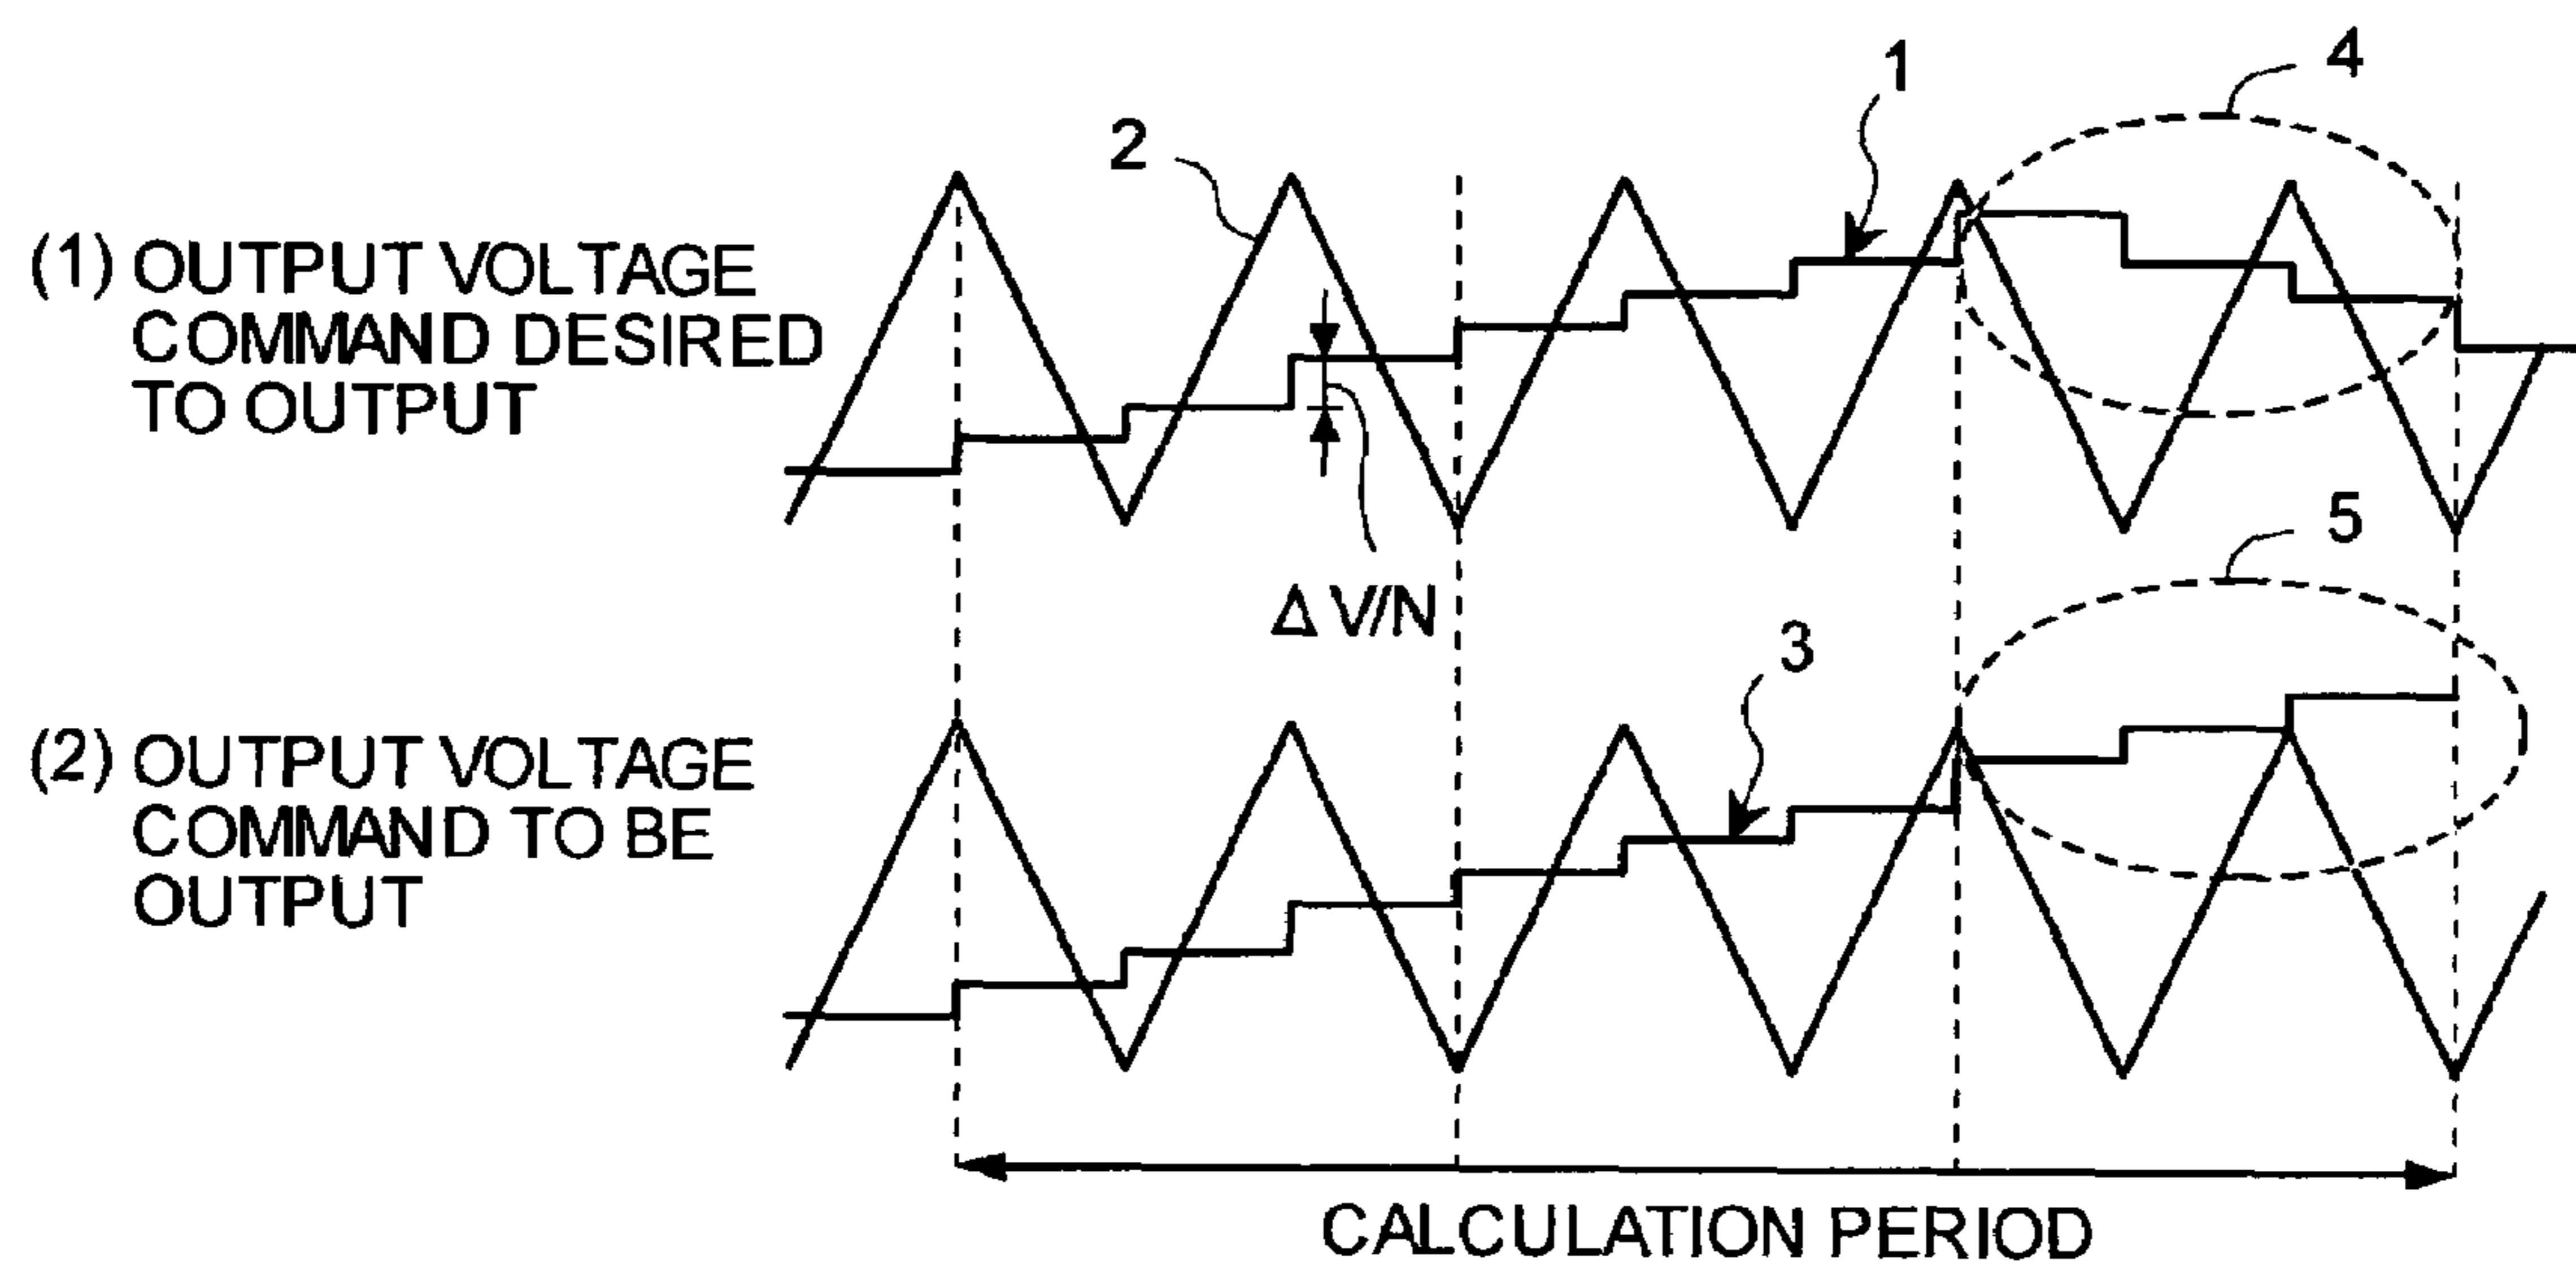 4
1
2
(1) OUTPUT VOLTAGE
COMMAND DESIRED
TO OUTPUT
5
Δ V/N
3
(2) OUTPUT VOLTAGE
COMMAND TO BE
OUTPUT
CALCULATION PERIOD